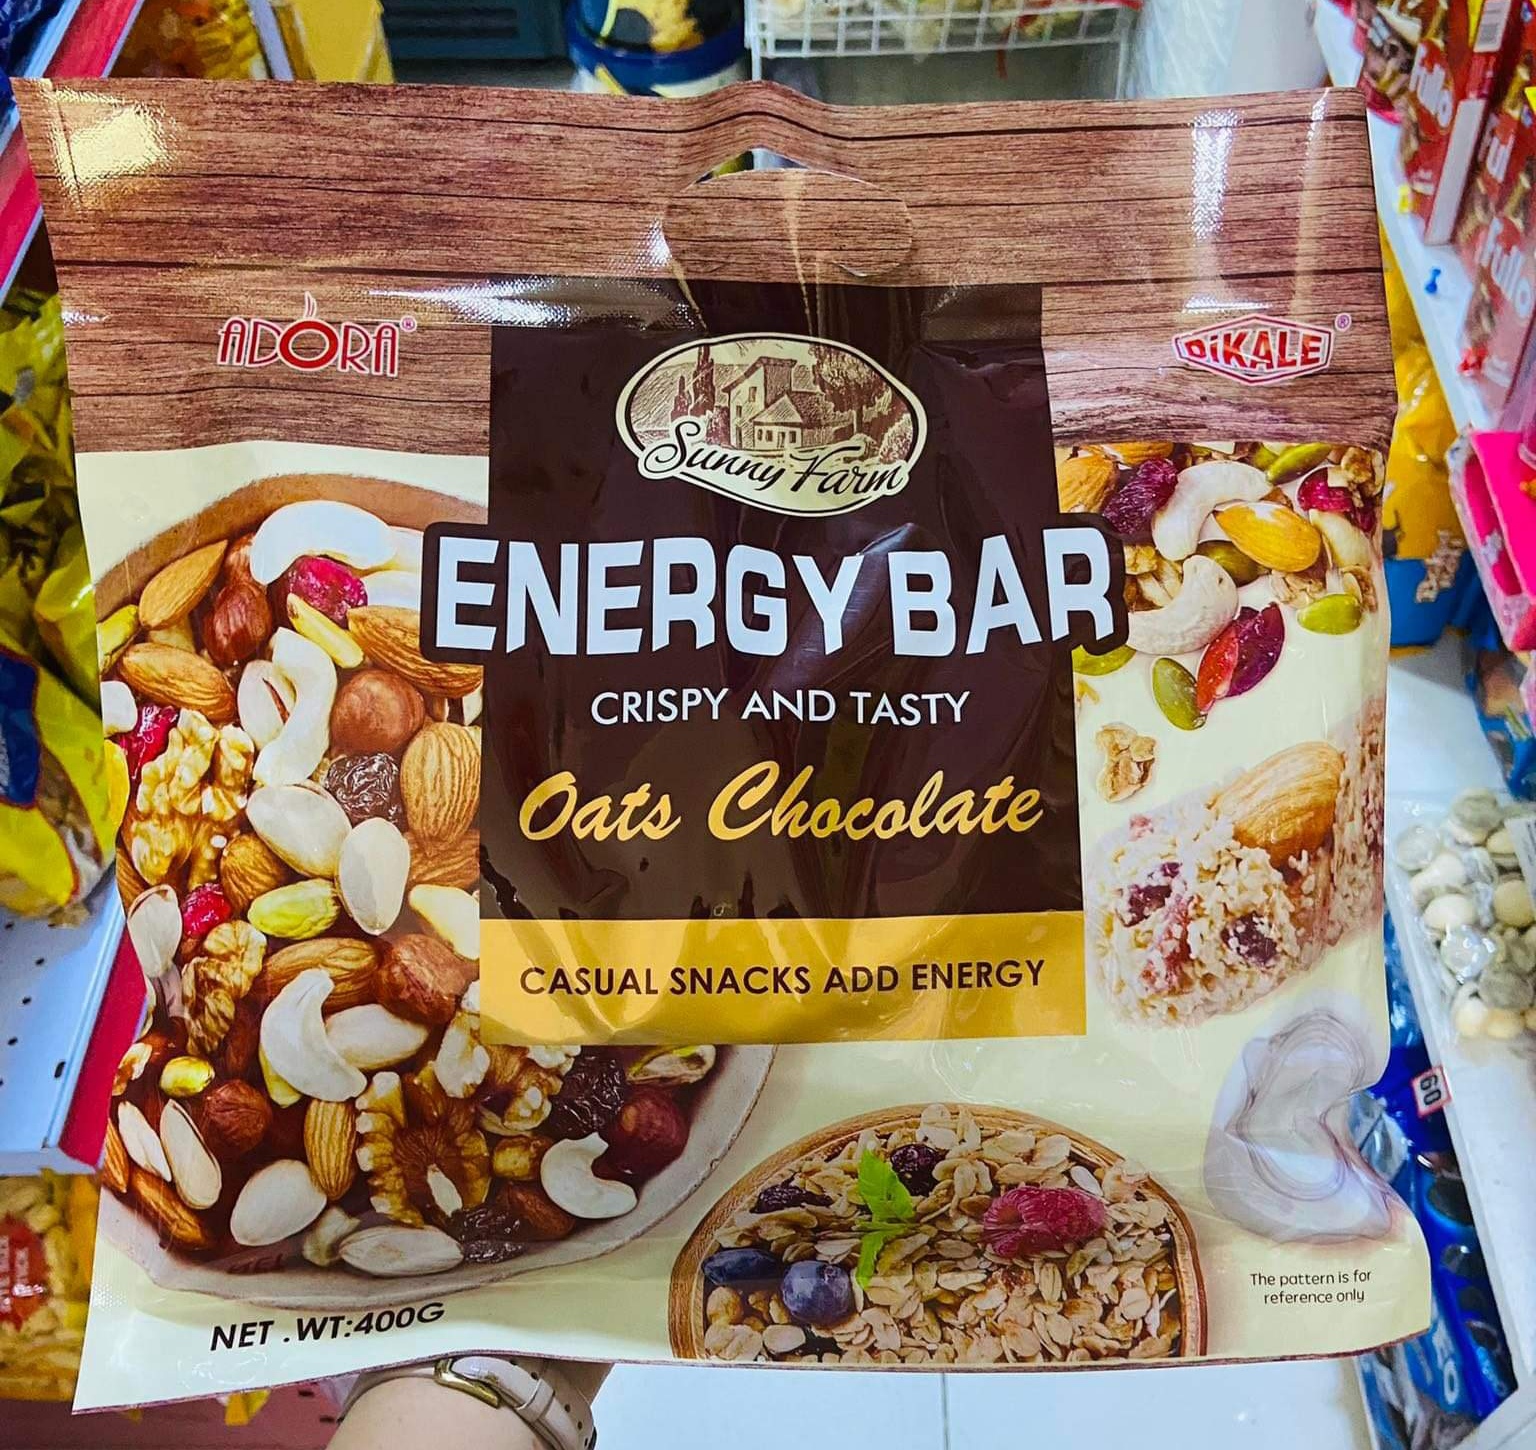 ADORA®
DiKALE®
Sunny Farm
ENERGY BAR
CRISPY AND TASTY
Oats Chocolate
CASUAL SNACKS ADD ENERGY
The pattern is for
reference only
NET .WT:400G
60